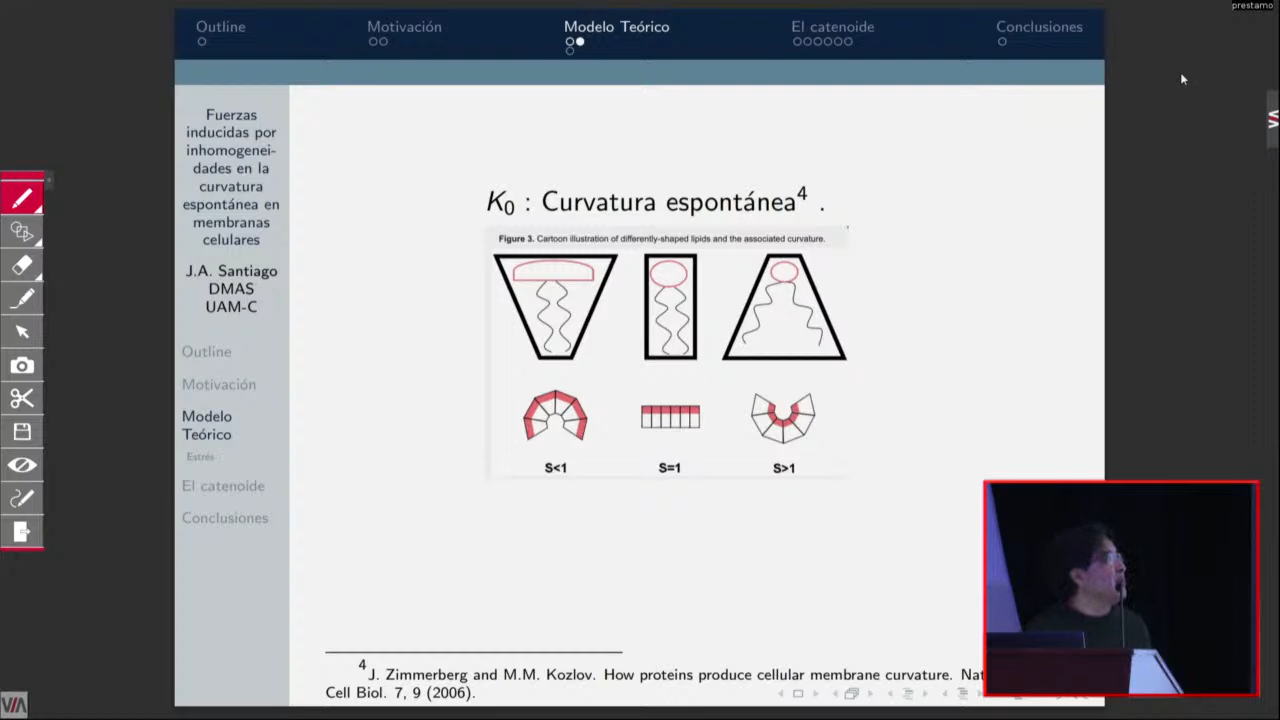 prestamo
Outline
Motivación
Modelo Teórico
El catenoide
Conclusiones
Fuerzas
inducidas por
inhomogenei-
dades en la
curvatura
espontánea en
membranas
celulares
J.A. Santiago
DMAS
UAM-C
Outline
Motivación
Modelo
Teórico
Estrés
El catenoide
Conclusiones
K₀ : Curvatura espontánea⁴ .
Figure 3. Cartoon illustration of differently-shaped lipids and the associated curvature.
S<1
S=1
S>1
⁴J. Zimmerberg and M.M. Kozlov. How proteins produce cellular membrane curvature. Nat
Cell Biol. 7, 9 (2006).